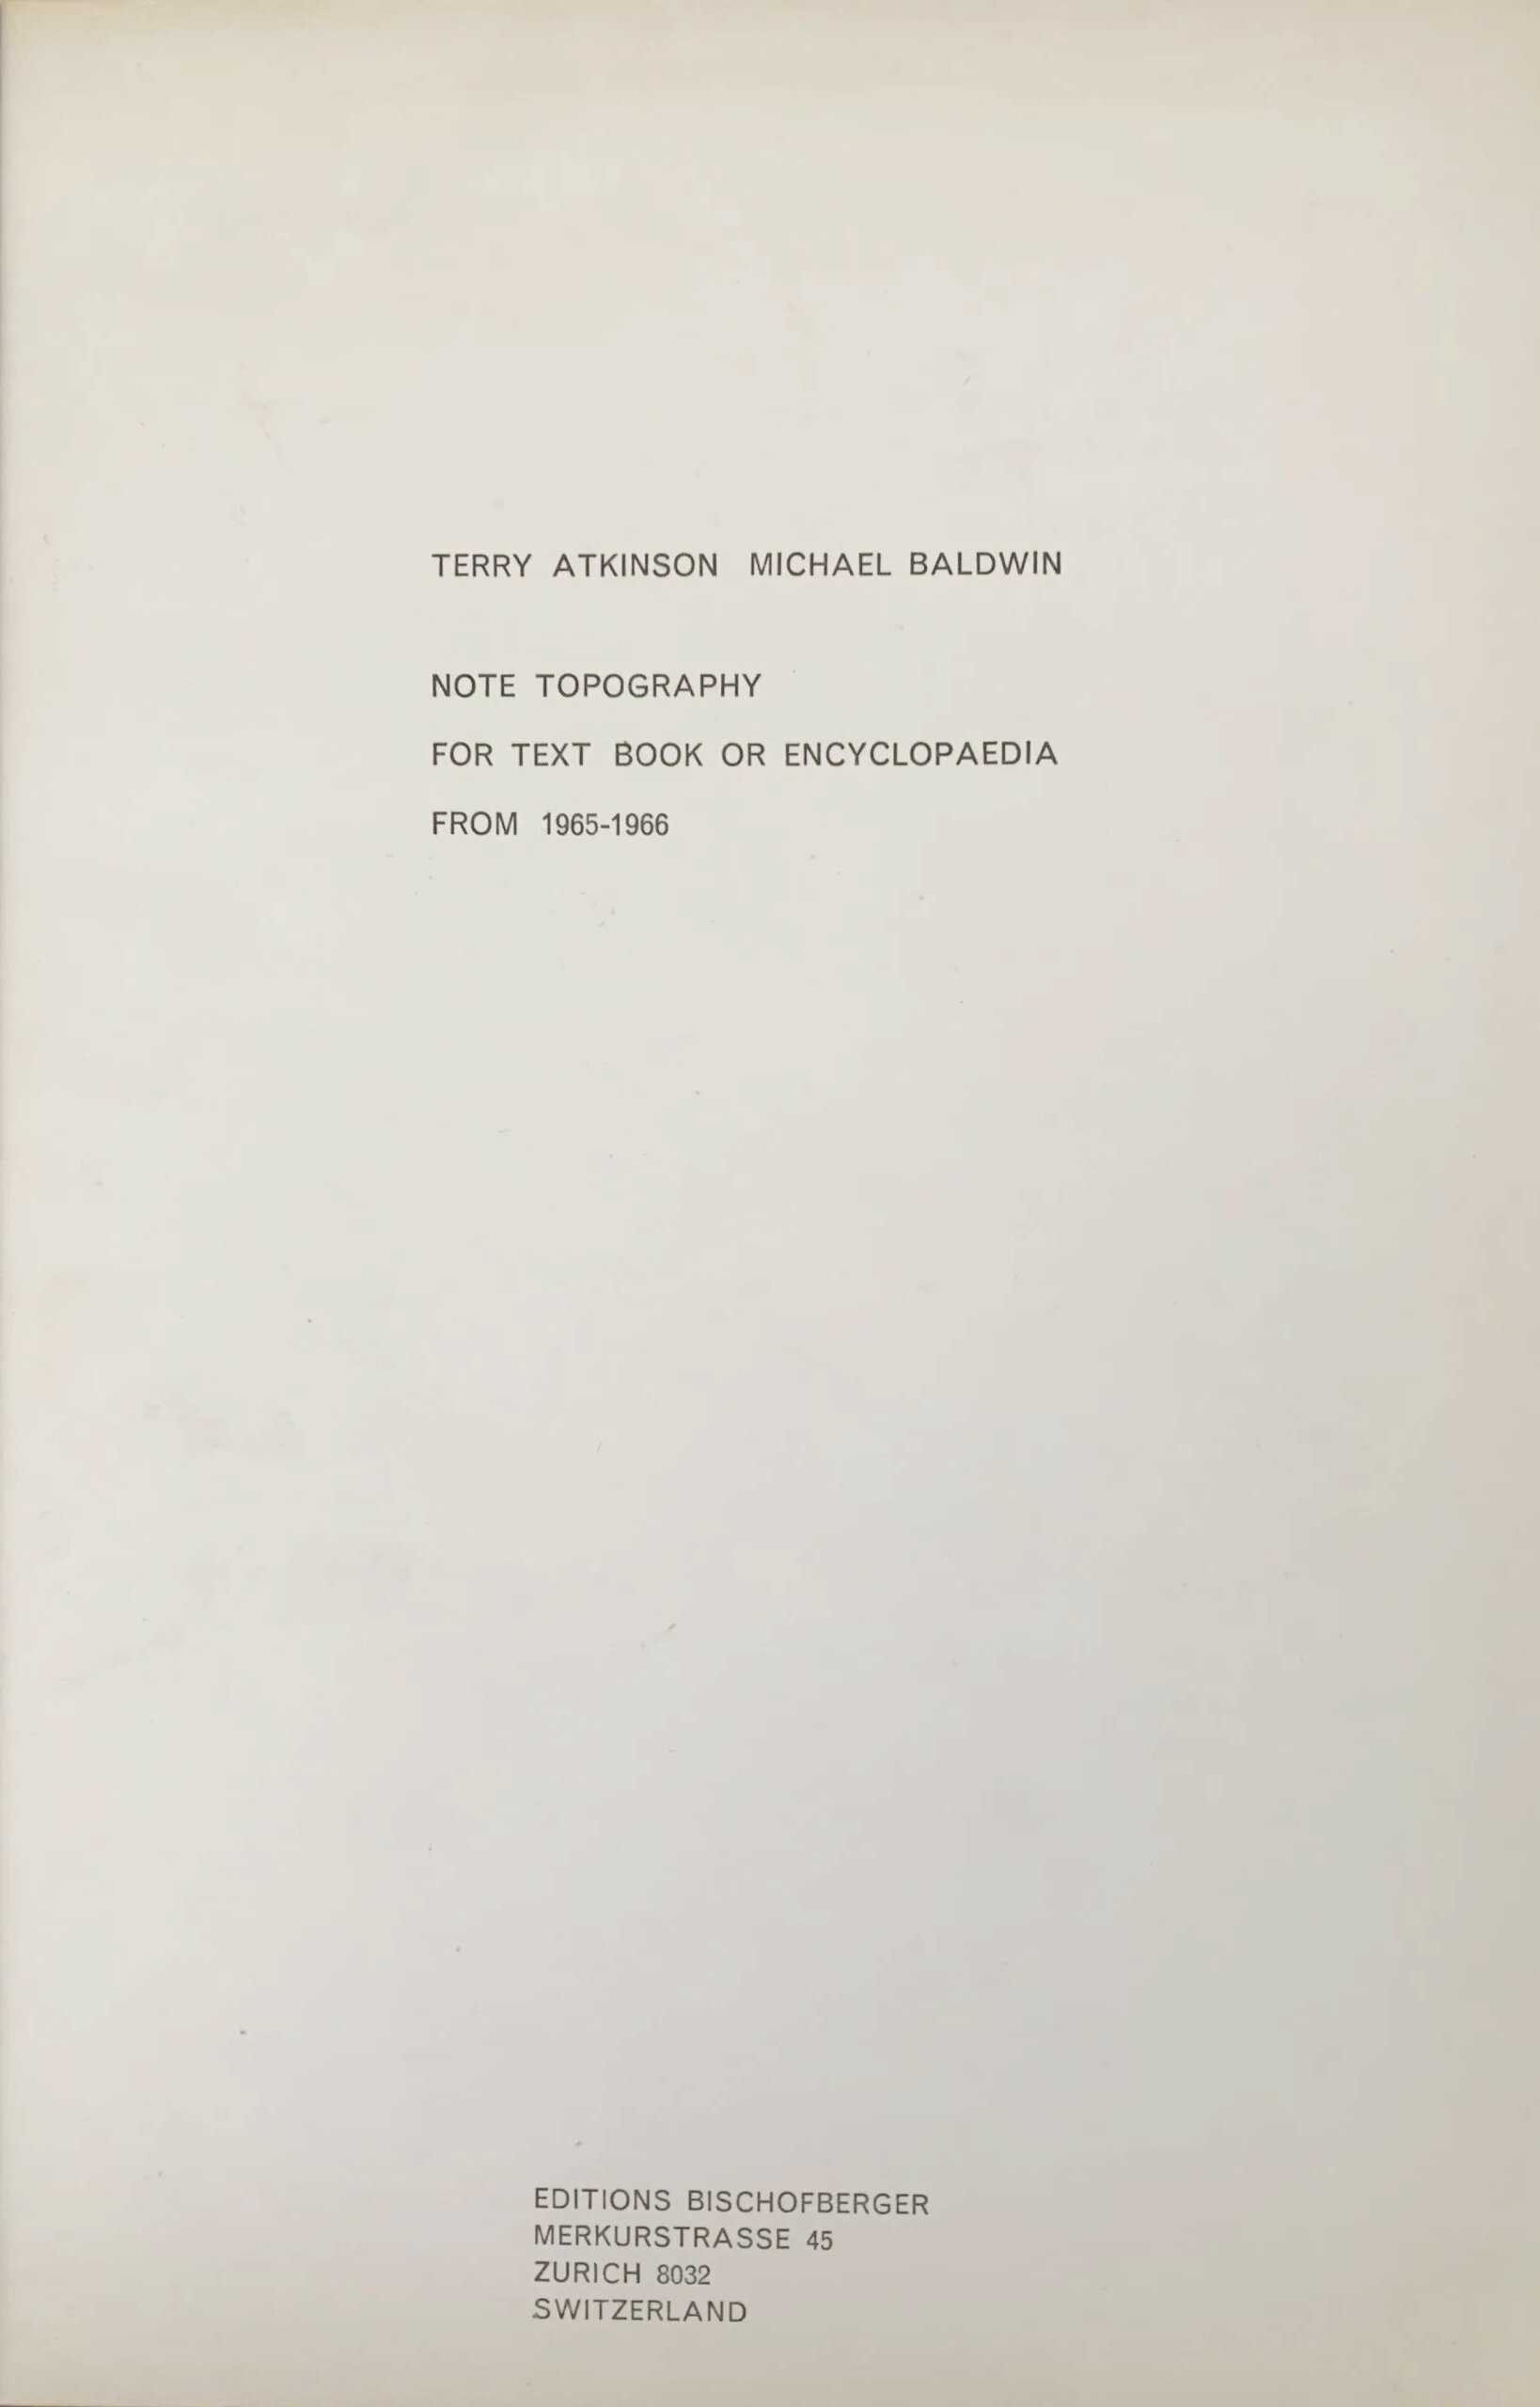 TERRY ATKINSON MICHAEL BALDWIN
NOTE TOPOGRAPHY
FOR TEXT BOOK OR ENCYCLOPAEDIA
FROM 1965-1966
EDITIONS BISCHOFBERGER
MERKURSTRASSE 45
ZURICH 8032
SWITZERLAND